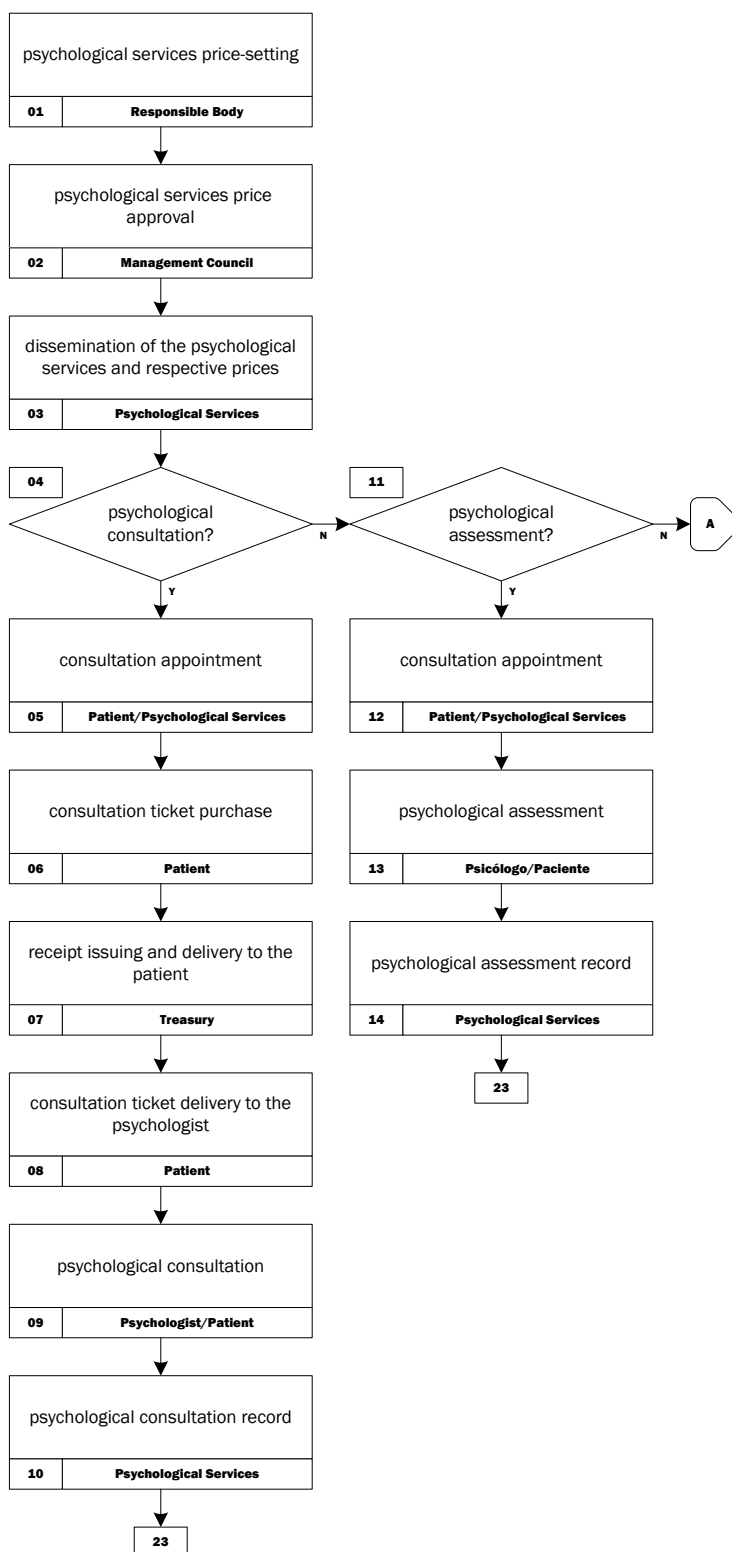 psychological services price-setting
01 Responsible Body
psychological services price
approval
02 Management Council
dissemination of the psychological
services and respective prices
03 Psychological Services
04
psychological
consultation?
N
Y
11
psychological
assessment?
N
A
Y
consultation appointment
05 Patient/Psychological Services
consultation ticket purchase
06 Patient
receipt issuing and delivery to the
patient
07 Treasury
consultation ticket delivery to the
psychologist
08 Patient
psychological consultation
09 Psychologist/Patient
psychological consultation record
10 Psychological Services
23
consultation appointment
12 Patient/Psychological Services
psychological assessment
13 Psicólogo/Paciente
psychological assessment record
14 Psychological Services
23